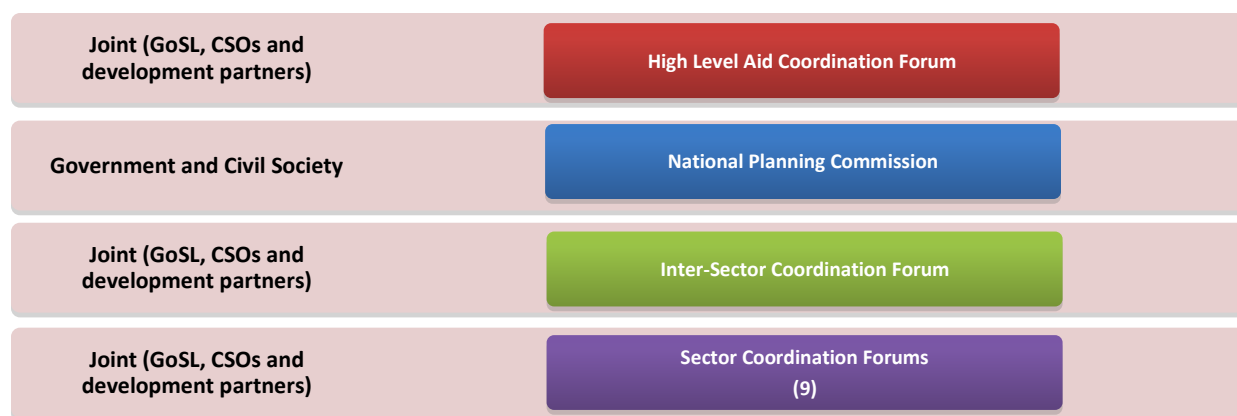 Joint (GoSL, CSOs and
development partners)
High Level Aid Coordination Forum
Government and Civil Society
National Planning Commission
Joint (GoSL, CSOs and
development partners)
Inter-Sector Coordination Forum
Joint (GoSL, CSOs and
development partners)
Sector Coordination Forums
(9)